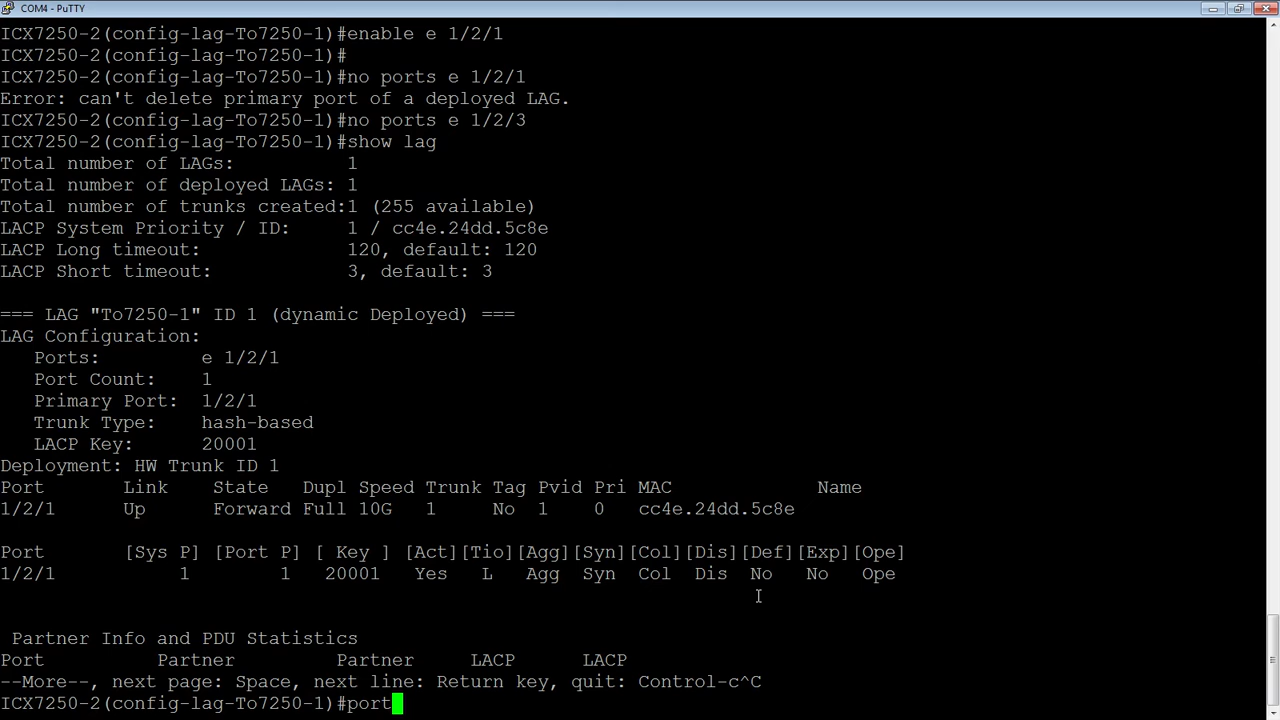 COM4 - PuTTY
ICX7250-2(config-lag-To7250-1)#enable e 1/2/1
ICX7250-2(config-lag-To7250-1)#
ICX7250-2(config-lag-To7250-1)#no ports e 1/2/1
Error: can't delete primary port of a deployed LAG.
ICX7250-2(config-lag-To7250-1)#no ports e 1/2/3
ICX7250-2(config-lag-To7250-1)#show lag
Total number of LAGs:          1
Total number of deployed LAGs: 1
Total number of trunks created:1 (255 available)
LACP System Priority / ID:     1 / cc4e.24dd.5c8e
LACP Long timeout:             120, default: 120
LACP Short timeout:            3, default: 3
=== LAG "To7250-1" ID 1 (dynamic Deployed) ===
LAG Configuration:
   Ports:         e 1/2/1
   Port Count:    1
   Primary Port:  1/2/1
   Trunk Type:    hash-based
   LACP Key:      20001
Deployment: HW Trunk ID 1
Port       Link    State   Dupl Speed Trunk Tag Pvid Pri MAC             Name
1/2/1      Up      Forward Full 10G   1     No  1    0   cc4e.24dd.5c8e
Port       [Sys P] [Port P] [ Key ] [Act][Tio][Agg][Syn][Col][Dis][Def][Exp][Ope]
1/2/1           1        1   20001   Yes   L   Agg  Syn  Col  Dis  No   No   Ope
 Partner Info and PDU Statistics
Port          Partner         Partner     LACP      LACP
--More--, next page: Space, next line: Return key, quit: Control-c^C
ICX7250-2(config-lag-To7250-1)#port